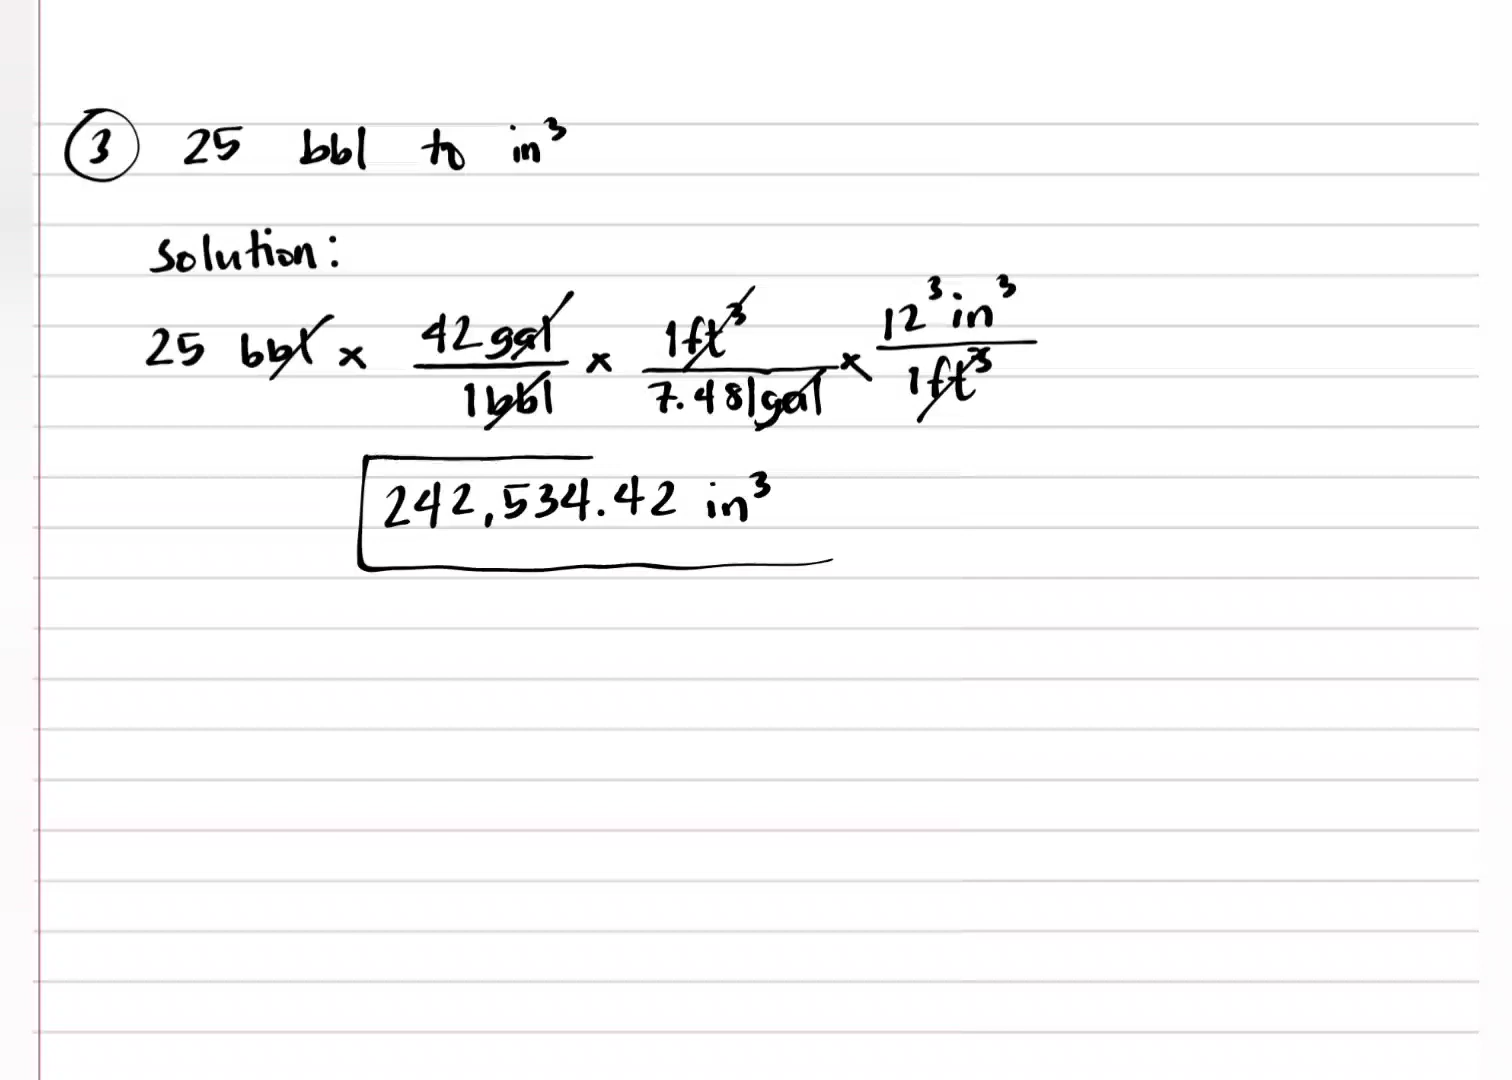 ③ 25 bbl to in³
Solution:
25 bbl × 42 gal / 1 bbl × 1 ft³ / 7.481 gal × 12³ in³ / 1 ft³
242,534.42 in³